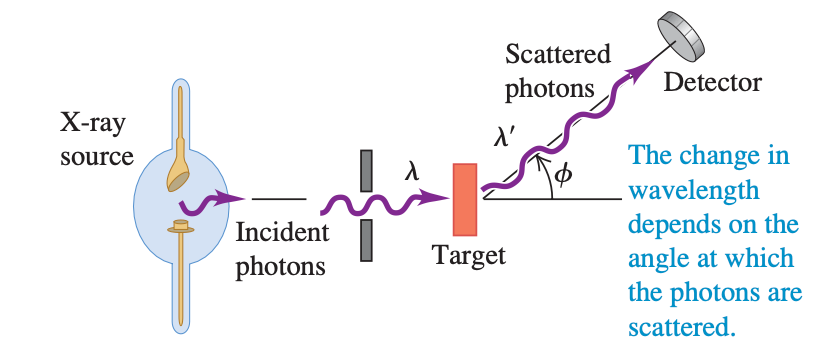 X-ray
source
Incident
photons
λ
Target
Scattered
photons
λ′
ϕ
Detector
The change in
wavelength
depends on the
angle at which
the photons are
scattered.